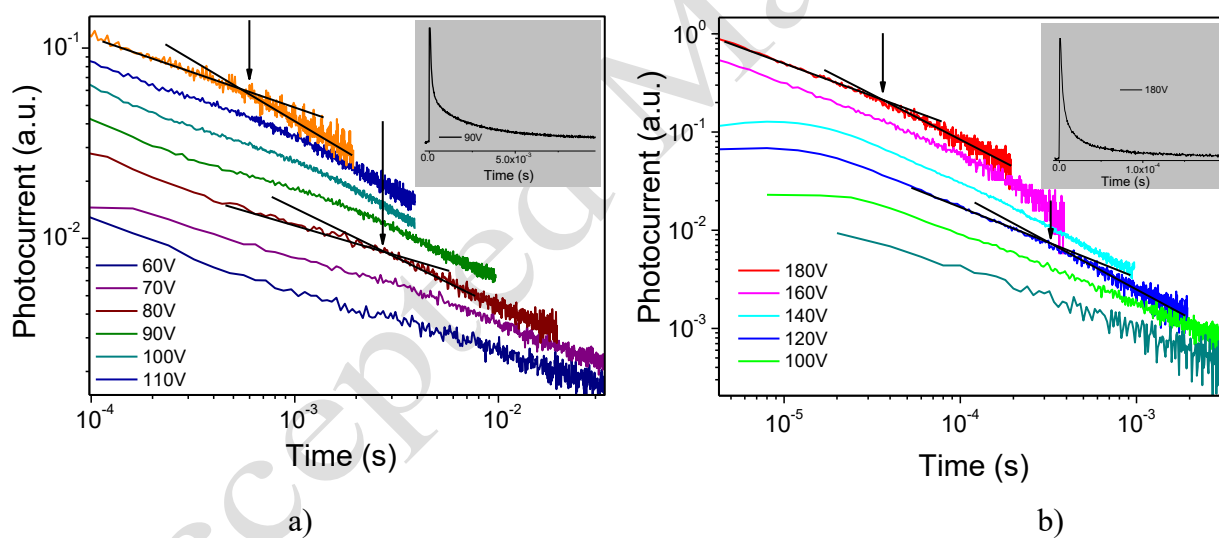 a)
Photocurrent (a.u.)
10⁻¹
10⁻²
10⁻⁴
10⁻³
10⁻²
Time (s)
60V
70V
80V
90V
100V
110V
90V
0.0
5.0x10⁻³
Time (s)
b)
Photocurrent (a.u.)
10⁰
10⁻¹
10⁻²
10⁻³
10⁻⁵
10⁻⁴
10⁻³
Time (s)
180V
160V
140V
120V
100V
180V
0.0
1.0x10⁻⁴
Time (s)